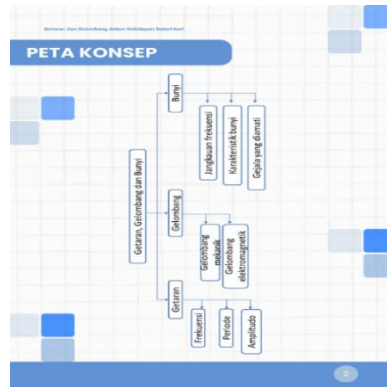 Getaran dan Gelombang dalam Kehidupan Sehari-hari
PETA KONSEP
Getaran, Gelombang dan Bunyi
Getaran
Frekuensi
Periode
Amplitudo
Gelombang
Gelombang
mekanik
Gelombang
elektromagnetik
Bunyi
Jangkauan frekuensi
Karakteristik bunyi
Gejala yang diamati
2